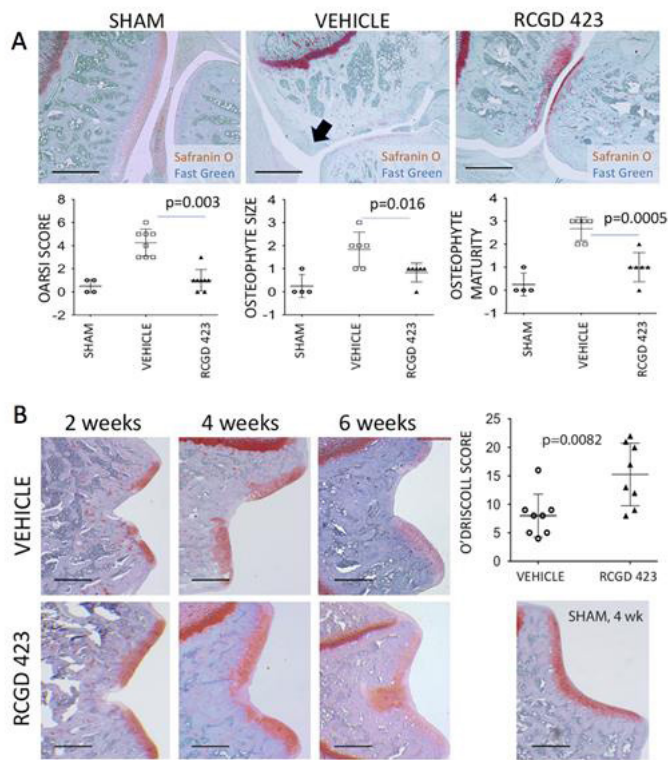 A
SHAM
VEHICLE
RCGD 423
Safranin O
Fast Green
Safranin O
Fast Green
Safranin O
Fast Green
OARSI SCORE
8
6
4
2
0
-2
p=0.003
SHAM
VEHICLE
RCGD 423
OSTEOPHYTE SIZE
4
3
2
1
0
-1
p=0.016
SHAM
VEHICLE
RCGD 423
OSTEOPHYTE
MATURITY
4
3
2
1
0
-1
p=0.0005
SHAM
VEHICLE
RCGD 423
B
2 weeks
4 weeks
6 weeks
VEHICLE
RCGD 423
O'DRISCOLL SCORE
25
20
15
10
5
0
p=0.0082
VEHICLE
RCGD 423
SHAM, 4 wk